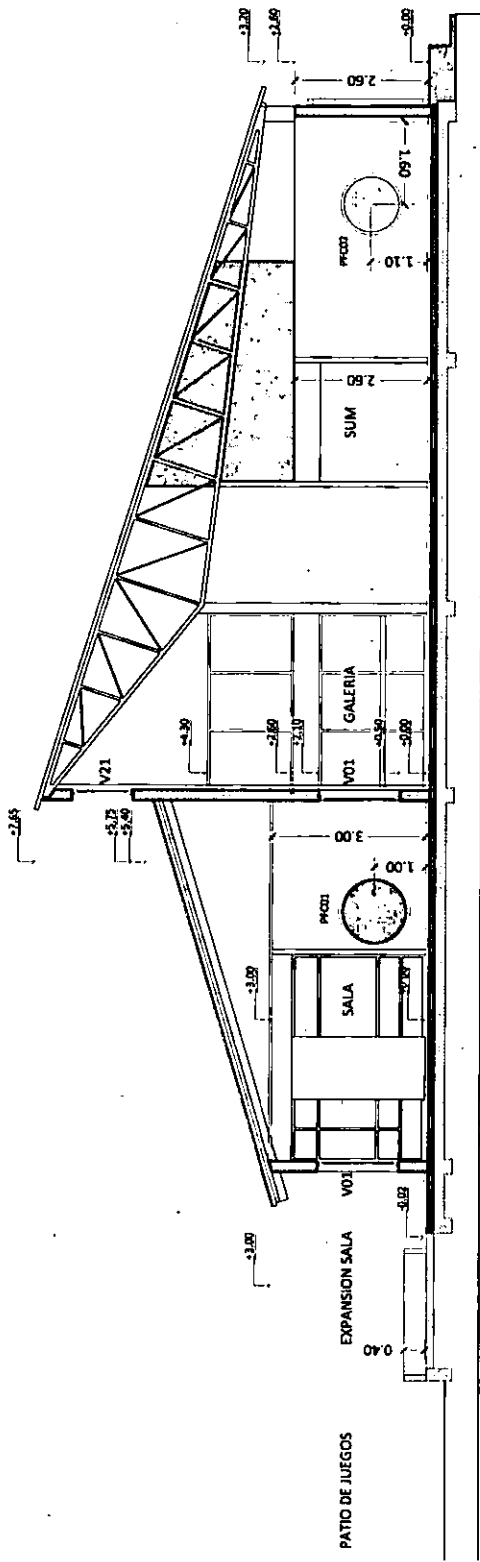 +7.65
V21
+5.75
+5.40
+3.20
+3.00
+3.00
+4.30
+2.60
+2.60
+2.10
3.00
2.60
2.60
PFC01
PFC02
PATIO DE JUEGOS
EXPANSION SALA
V01
SALA
V01
GALERIA
SUM
1.60
1.00
1.10
+0.50
-0.02
+0.00
+0.00
0.40